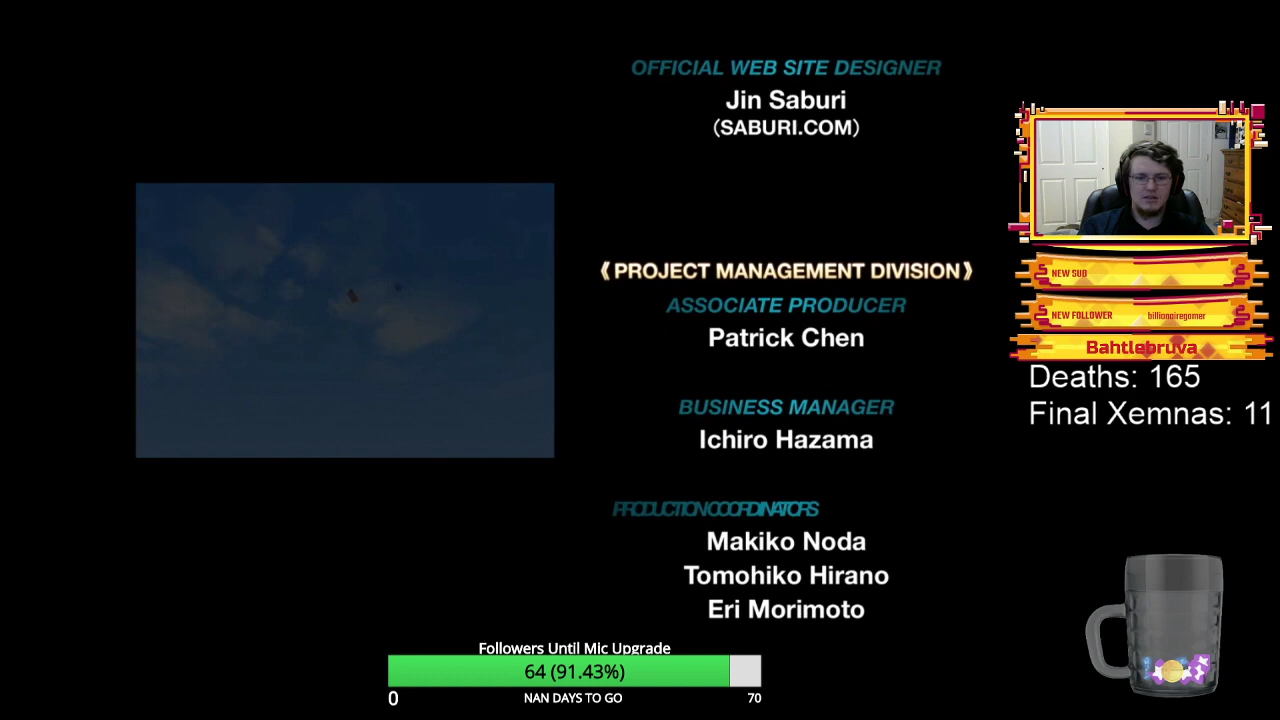 OFFICIAL WEB SITE DESIGNER
Jin Saburi
(SABURI.COM)
《PROJECT MANAGEMENT DIVISION》
ASSOCIATE PRODUCER
Patrick Chen
BUSINESS MANAGER
Ichiro Hazama
PRODUCTION COORDINATORS
Makiko Noda
Tomohiko Hirano
Eri Morimoto
NEW SUB
NEW FOLLOWER billionairegamer
Bahtlebruva
Deaths: 165
Final Xemnas: 11
Followers Until Mic Upgrade
64 (91.43%)
0 NAN DAYS TO GO 70